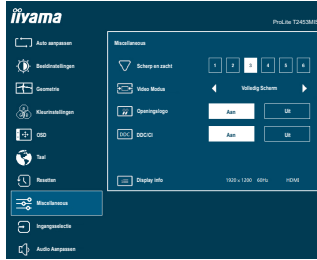 iiyama
ProLite T2453MIS
Auto aanpassen
Beeldinstellingen
Geometrie
Kleurinstellingen
OSD
Taal
Resetten
Miscellaneous
Ingangsselectie
Audio Aanpassen
Miscellaneous
Scherp en zacht 1 2 3 4 5 6
Video Modus Volledig Scherm
Openingslogo Aan Uit
DDC DDC/CI Aan Uit
Display info 1920 x 1200 60Hz HDMI